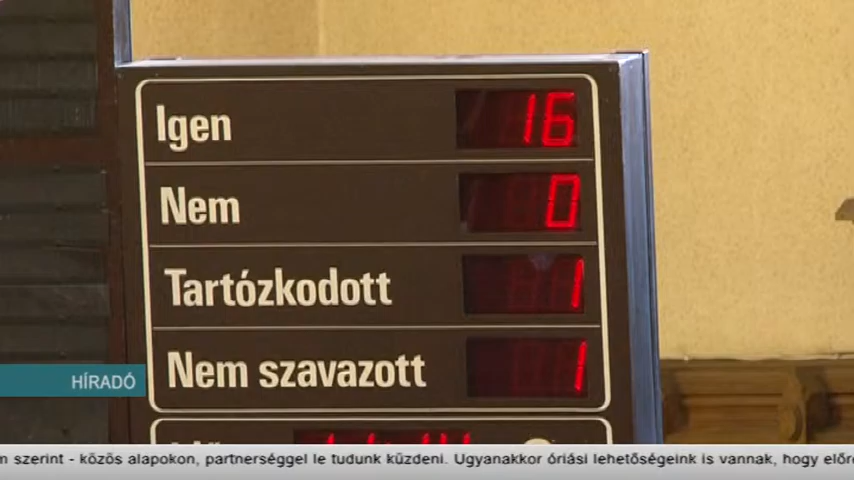 Igen 16
Nem 0
Tartózkodott 1
Nem szavazott 1
HÍRADÓ
szerint - közös alapokon, partnerséggel le tudunk küzdeni. Ugyanakkor óriási lehetőségeink is vannak, hogy